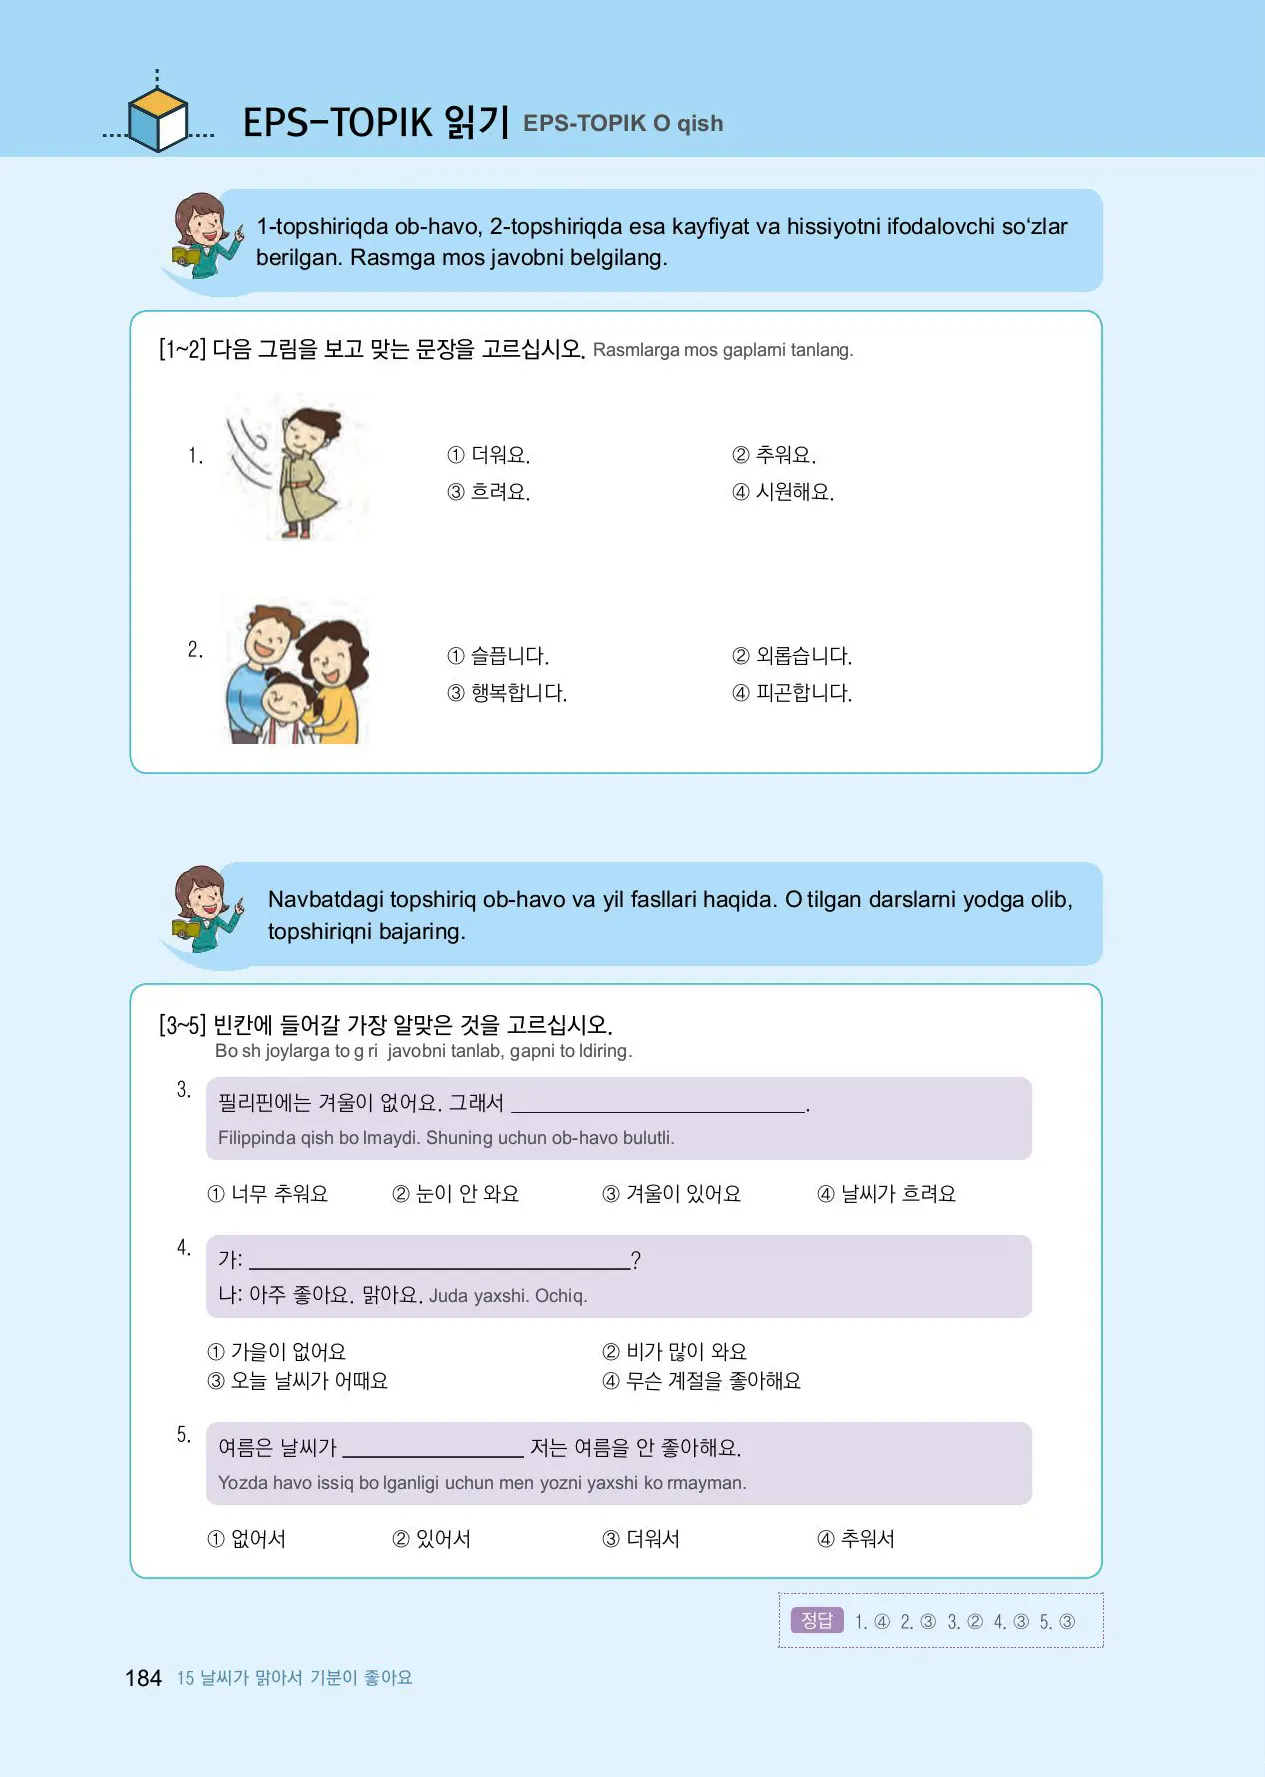 EPS-TOPIK 읽기 EPS-TOPIK O qish
1-topshiriqda ob-havo, 2-topshiriqda esa kayfiyat va hissiyotni ifodalovchi so‘zlar
berilgan. Rasmga mos javobni belgilang.
[1~2] 다음 그림을 보고 맞는 문장을 고르십시오. Rasmlarga mos gaplarni tanlang.
1.
① 더워요. ② 추워요.
③ 흐려요. ④ 시원해요.
2.
① 슬픕니다. ② 외롭습니다.
③ 행복합니다. ④ 피곤합니다.
Navbatdagi topshiriq ob-havo va yil fasllari haqida. O tilgan darslarni yodga olib,
topshiriqni bajaring.
[3~5] 빈칸에 들어갈 가장 알맞은 것을 고르십시오.
Bo sh joylarga to g ri javobni tanlab, gapni to ldiring.
3. 필리핀에는 겨울이 없어요. 그래서 ______________________.
Filippinda qish bo lmaydi. Shuning uchun ob-havo bulutli.
① 너무 추워요 ② 눈이 안 와요 ③ 겨울이 있어요 ④ 날씨가 흐려요
4. 가: ______________________________?
나: 아주 좋아요. 맑아요. Juda yaxshi. Ochiq.
① 가을이 없어요 ② 비가 많이 와요
③ 오늘 날씨가 어때요 ④ 무슨 계절을 좋아해요
5. 여름은 날씨가 ______________ 저는 여름을 안 좋아해요.
Yozda havo issiq bo lganligi uchun men yozni yaxshi ko rmayman.
① 없어서 ② 있어서 ③ 더워서 ④ 추워서
정답 1. ④ 2. ③ 3. ② 4. ③ 5. ③
184 15 날씨가 맑아서 기분이 좋아요